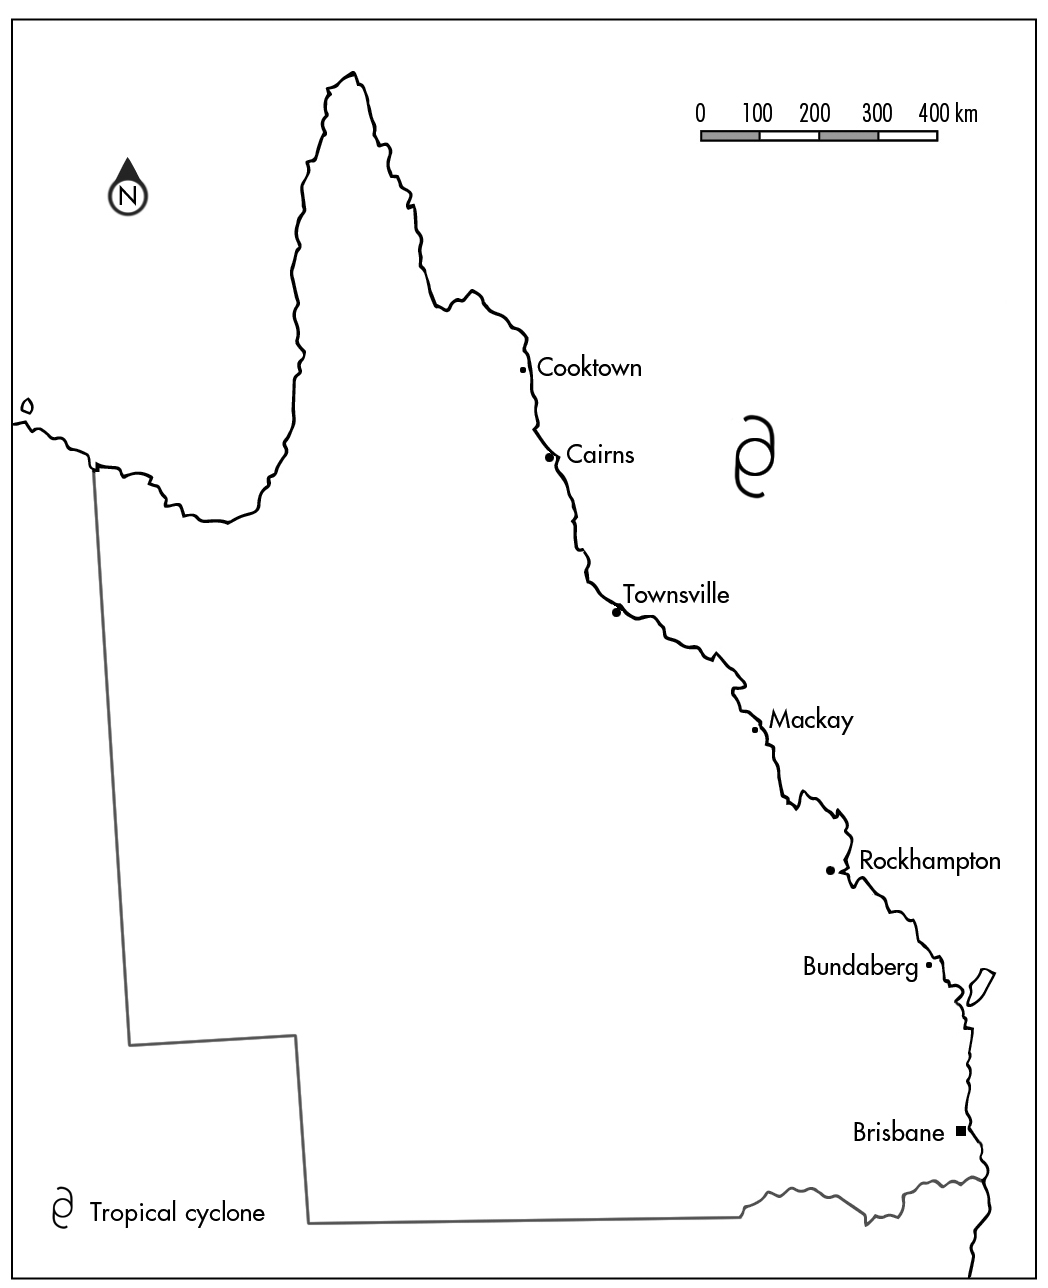 0 100 200 300 400 km
N
Cooktown
Cairns
Townsville
Mackay
Rockhampton
Bundaberg
Brisbane
Tropical cyclone